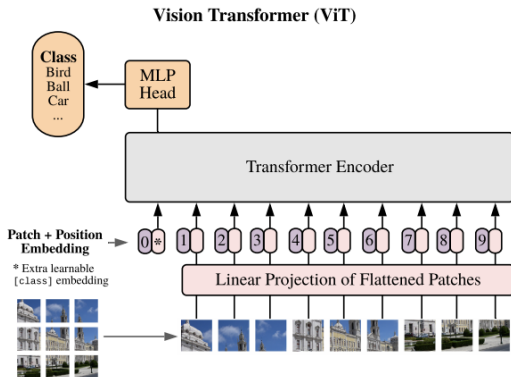 Vision Transformer (ViT)
Class
Bird
Ball
Car
...
MLP
Head
Transformer Encoder
Patch + Position
Embedding
0 * 1 2 3 4 5 6 7 8 9
* Extra learnable
[class] embedding
Linear Projection of Flattened Patches